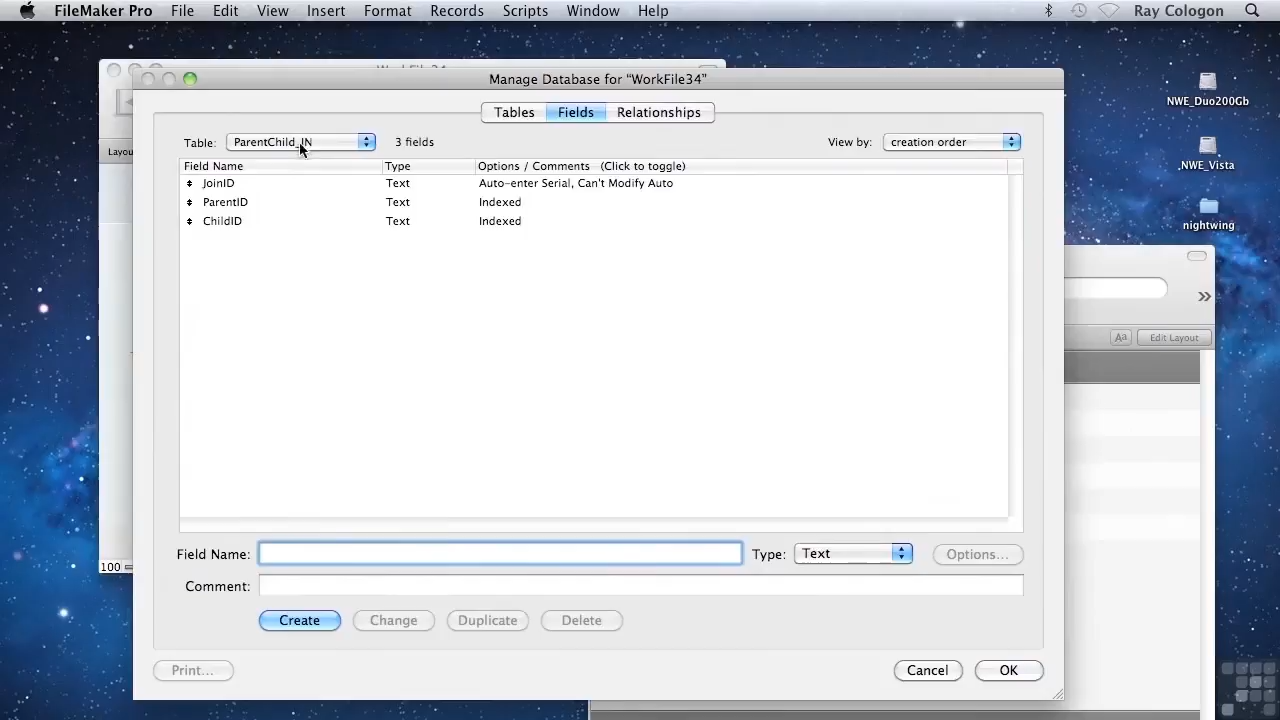 FileMaker Pro File Edit View Insert Format Records Scripts Window Help Ray Cologon
Manage Database for "WorkFile34"
Tables Fields Relationships
Table: ParentChild_IN 3 fields View by: creation order
Field Name Type Options / Comments (Click to toggle)
JoinID Text Auto-enter Serial, Can't Modify Auto
ParentID Text Indexed
ChildID Text Indexed
Field Name: Type: Text Options...
Comment:
Create Change Duplicate Delete
Print... Cancel OK
Layou
100
NWE_Duo200Gb
NWE_Vista
nightwing
Aa Edit Layout